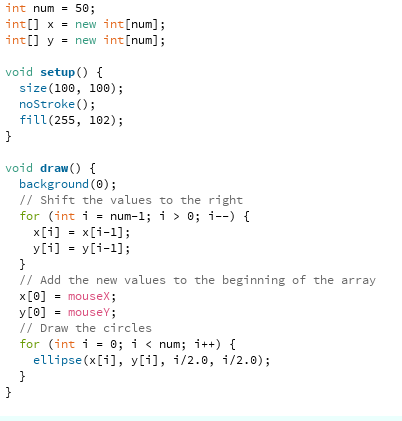 int num = 50;
int[] x = new int[num];
int[] y = new int[num];

void setup() {
  size(100, 100);
  noStroke();
  fill(255, 102);
}

void draw() {
  background(0);
  // Shift the values to the right
  for (int i = num-1; i > 0; i--) {
    x[i] = x[i-1];
    y[i] = y[i-1];
  }
  // Add the new values to the beginning of the array
  x[0] = mouseX;
  y[0] = mouseY;
  // Draw the circles
  for (int i = 0; i < num; i++) {
    ellipse(x[i], y[i], i/2.0, i/2.0);
  }
}